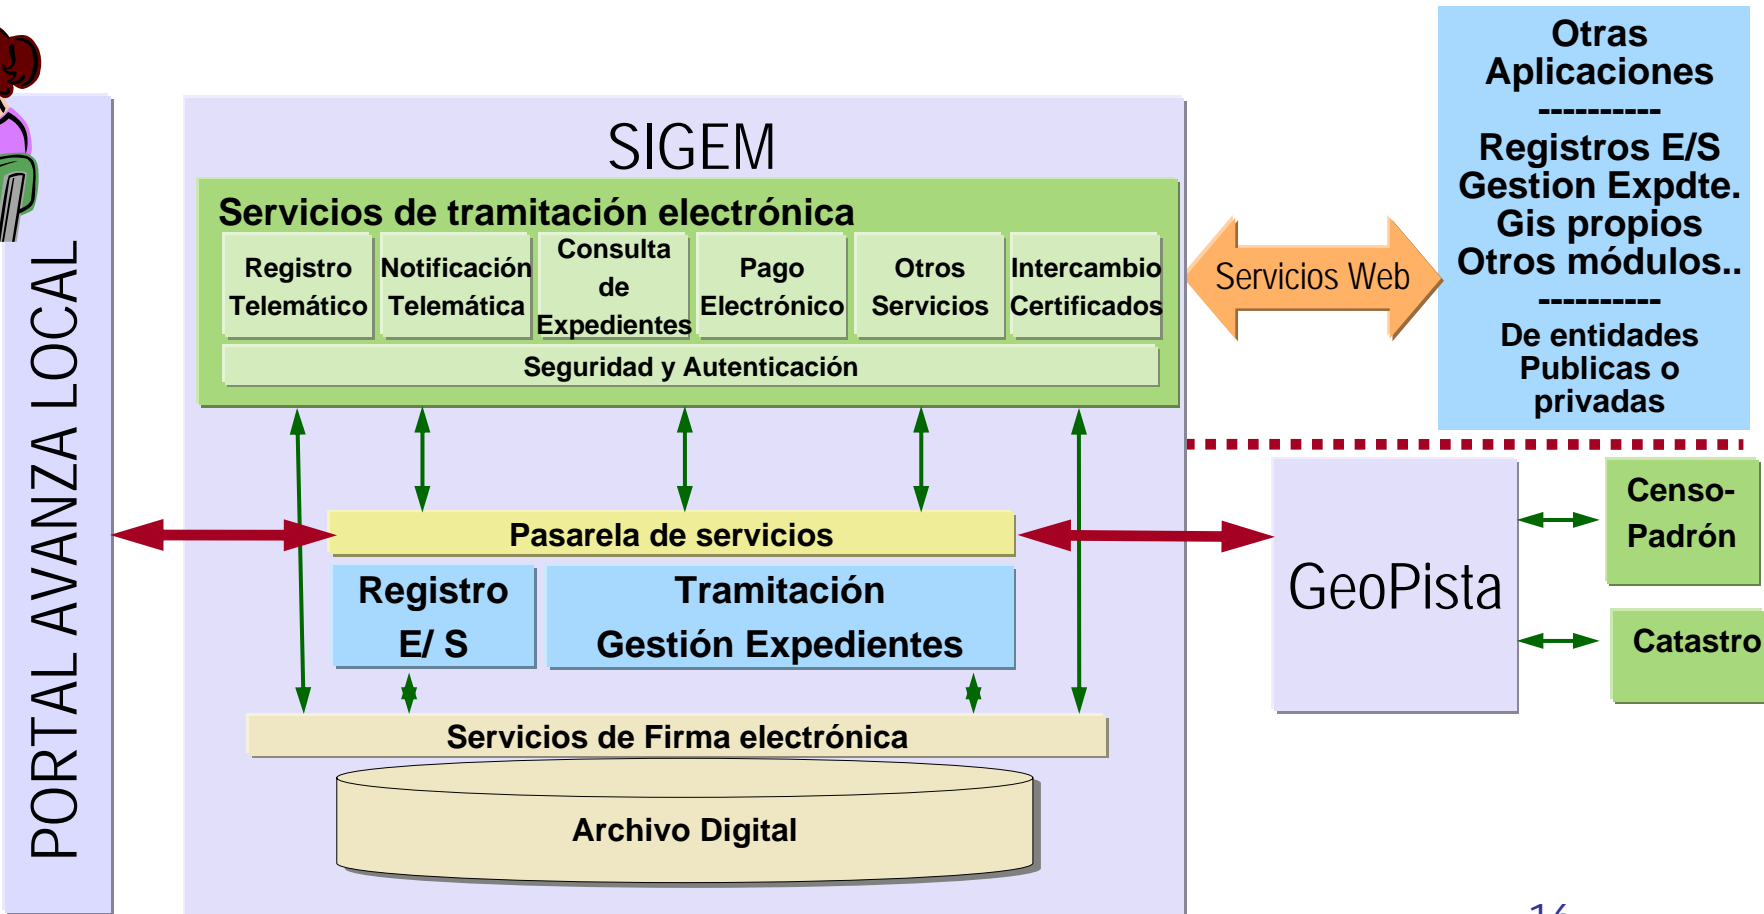 PORTAL AVANZA LOCAL
SIGEM
Servicios de tramitación electrónica
Registro
Telemático
Notificación
Telemática
Consulta
de
Expedientes
Pago
Electrónico
Otros
Servicios
Intercambio
Certificados
Seguridad y Autenticación
Pasarela de servicios
Registro
E/ S
Tramitación
Gestión Expedientes
Servicios de Firma electrónica
Archivo Digital
Servicios Web
Otras
Aplicaciones
----------
Registros E/S
Gestion Expdte.
Gis propios
Otros módulos..
----------
De entidades
Publicas o
privadas
GeoPista
Censo-
Padrón
Catastro